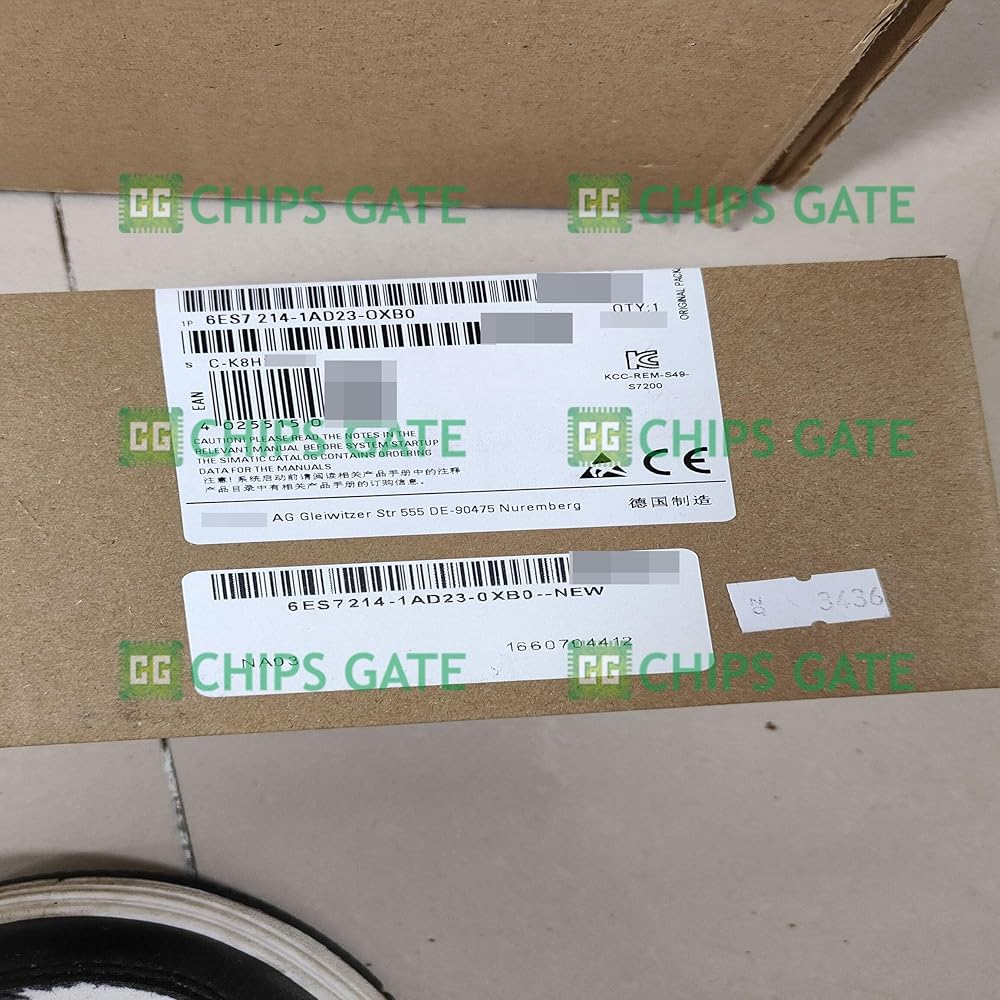 CG CHIPS GATE
CG CHIPS GATE
1P 6ES7 214-1AD23-0XB0
QTY:1
ORIGINAL PACK
S C-K8H
KCC-REM-S49-
S7200
EAN
4 025515 0
CAUTION! PLEASE READ THE NOTES IN THE
RELEVANT MANUAL BEFORE SYSTEM STARTUP
THE SIMATIC CATALOG CONTAINS ORDERING
DATA FOR THE MANUALS
注意! 系统启动前请阅读相关产品手册中的注释
产品目录中有相关产品手册的订购信息.
CG CHIPS GATE
CG CHIPS GATE
CE
AG Gleiwitzer Str 555 DE-90475 Nuremberg
德国制造
6ES7214-1AD23-0XB0--NEW
NO
3436
1660704412
NA03
CG CHIPS GATE
CG CHIPS GATE